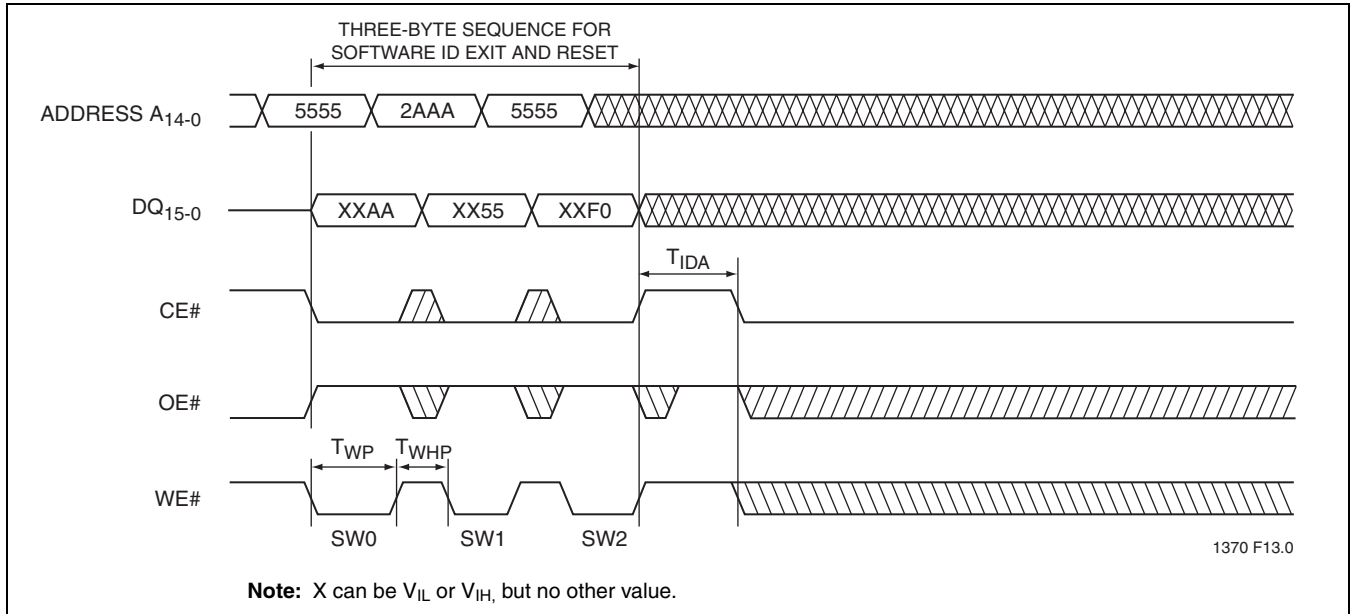 THREE-BYTE SEQUENCE FOR
SOFTWARE ID EXIT AND RESET
ADDRESS A14-0
5555 2AAA 5555
DQ15-0
XXAA XX55 XXF0
TIDA
CE#
OE#
TWP TWHP
WE#
SW0 SW1 SW2
1370 F13.0
Note: X can be VIL or VIH, but no other value.